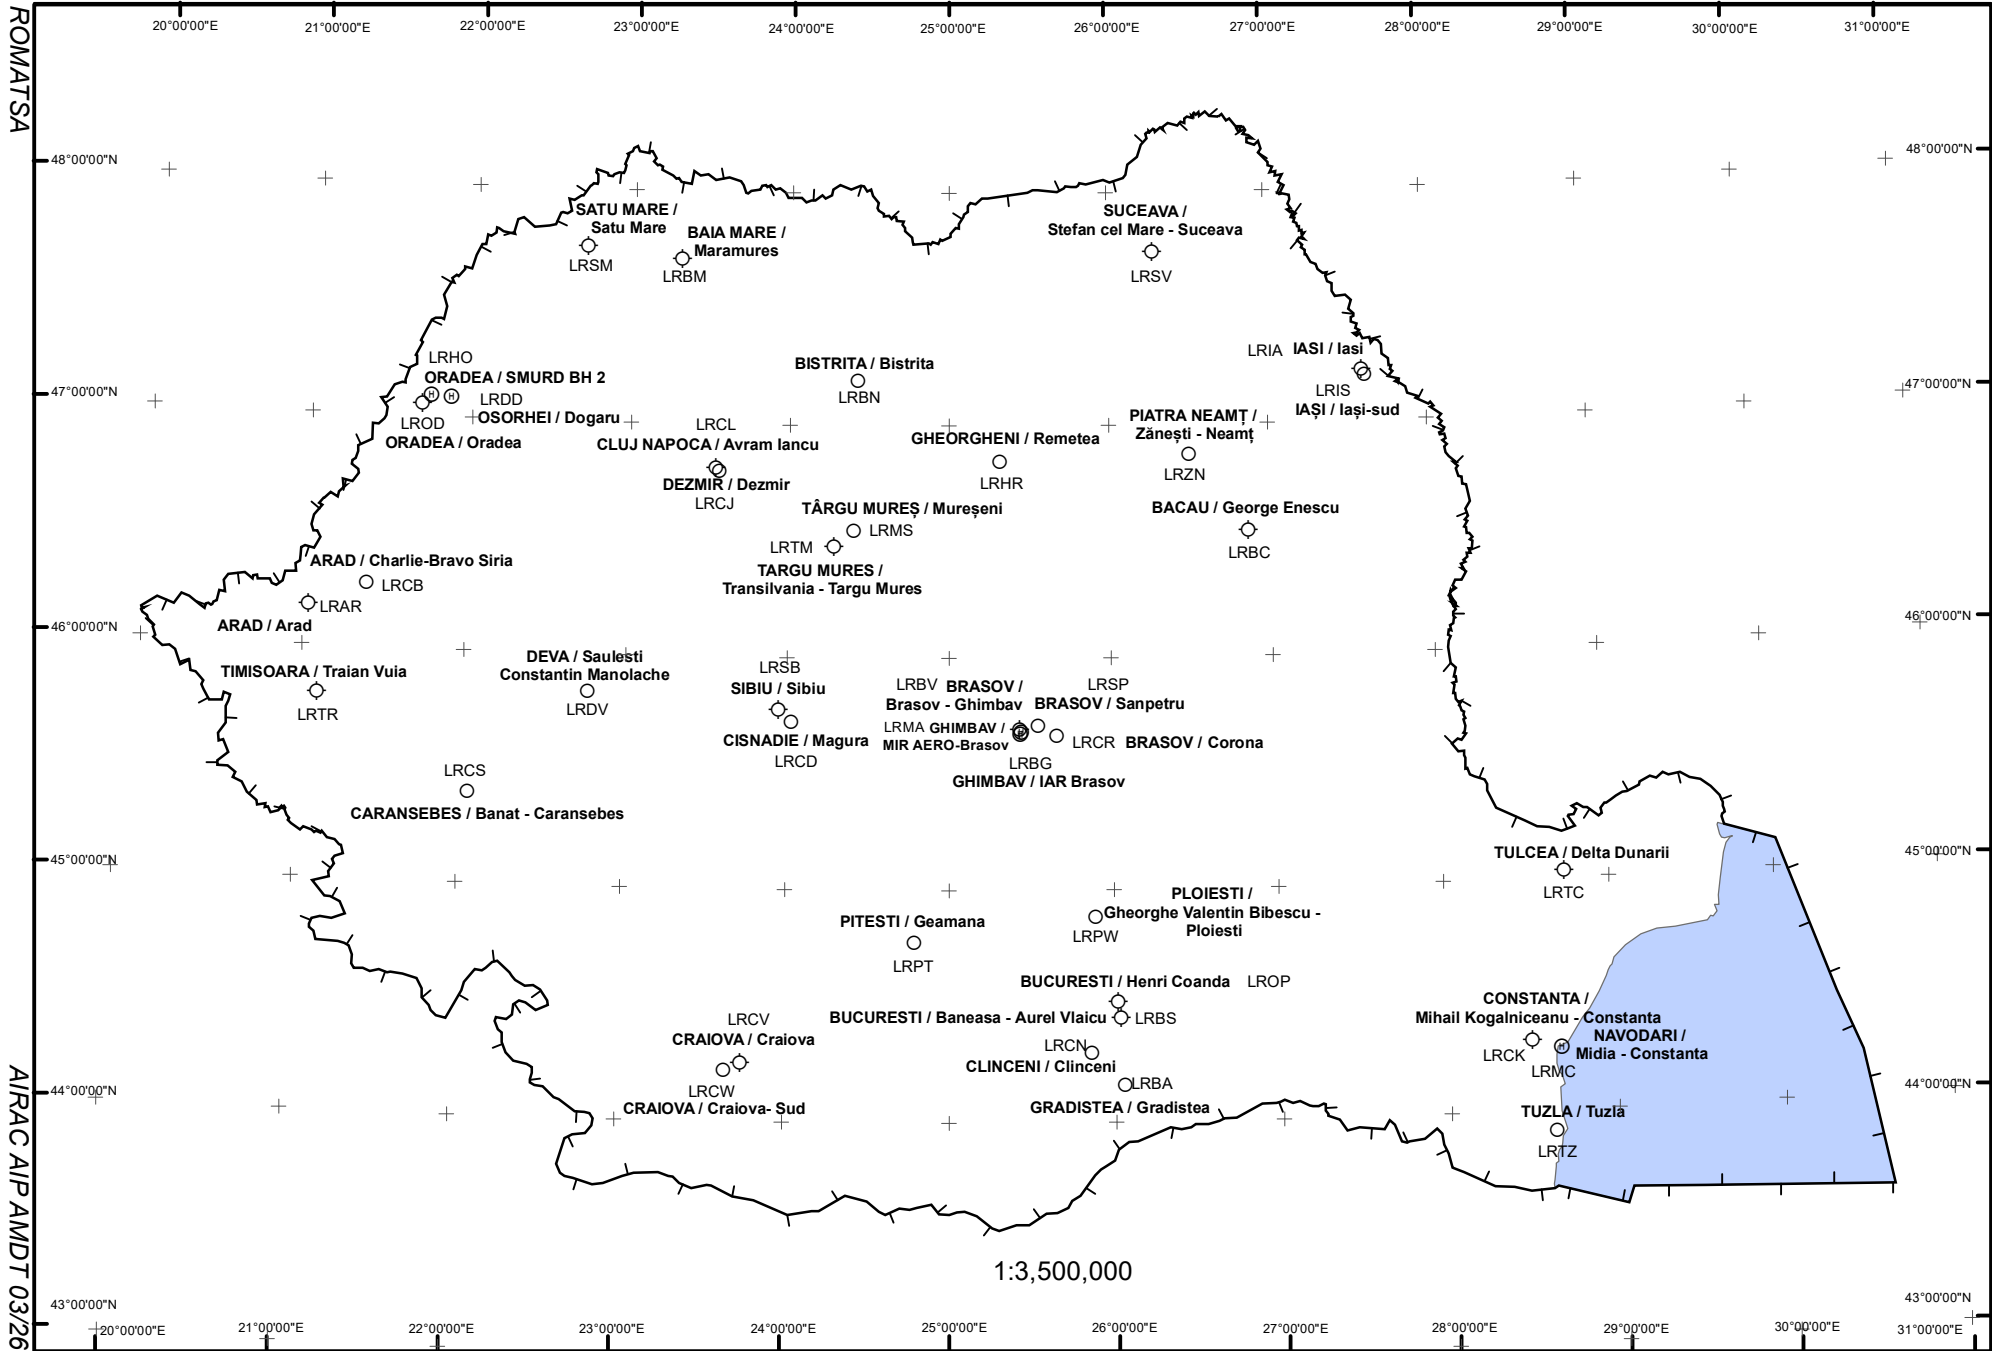 ROMATSA
AIRAC AIP AMDT 03/26
20°00'00"E
21°00'00"E
22°00'00"E
23°00'00"E
24°00'00"E
25°00'00"E
26°00'00"E
27°00'00"E
28°00'00"E
29°00'00"E
30°00'00"E
31°00'00"E
48°00'00"N
48°00'00"N
SATU MARE /
Satu Mare
LRSM
BAIA MARE /
Maramures
LRBM
SUCEAVA /
Stefan cel Mare - Suceava
LRSV
LRHO
ORADEA / SMURD BH 2
LRDD
OSORHEI / Dogaru
LROD
ORADEA / Oradea
47°00'00"N
BISTRITA / Bistrita
LRBN
LRIA
IASI / Iasi
LRIS
IAȘI / Iași-sud
47°00'00"N
LRCL
CLUJ NAPOCA / Avram Iancu
DEZMIR / Dezmir
LRCJ
GHEORGHENI / Remetea
LRHR
PIATRA NEAMȚ /
Zănești - Neamț
LRZN
TÂRGU MUREȘ / Mureșeni
LRMS
LRTM
TARGU MURES /
Transilvania - Targu Mures
BACAU / George Enescu
LRBC
ARAD / Charlie-Bravo Siria
LRCB
LRAR
ARAD / Arad
46°00'00"N
46°00'00"N
TIMISOARA / Traian Vuia
LRTR
DEVA / Saulesti
Constantin Manolache
LRDV
LRSB
SIBIU / Sibiu
CISNADIE / Magura
LRCD
LRBV
BRASOV /
Brasov - Ghimbav
LRSP
BRASOV / Sanpetru
LRMA
GHIMBAV /
MIR AERO-Brasov
LRCR
BRASOV / Corona
LRBG
GHIMBAV / IAR Brasov
LRCS
CARANSEBES / Banat - Caransebes
45°00'00"N
45°00'00"N
TULCEA / Delta Dunarii
LRTC
PITESTI / Geamana
LRPT
PLOIESTI /
Gheorghe Valentin Bibescu -
Ploiesti
LRPW
BUCURESTI / Henri Coanda
LROP
BUCURESTI / Baneasa - Aurel Vlaicu
LRBS
LRCN
CLINCENI / Clinceni
LRBA
GRADISTEA / Gradistea
LRCV
CRAIOVA / Craiova
LRCW
CRAIOVA / Craiova- Sud
CONSTANTA /
Mihail Kogalniceanu - Constanta
LRCK
NAVODARI /
Midia - Constanta
LRMC
TUZLA / Tuzla
LRTZ
44°00'00"N
44°00'00"N
1:3,500,000
43°00'00"N
43°00'00"N
20°00'00"E
21°00'00"E
22°00'00"E
23°00'00"E
24°00'00"E
25°00'00"E
26°00'00"E
27°00'00"E
28°00'00"E
29°00'00"E
30°00'00"E
31°00'00"E